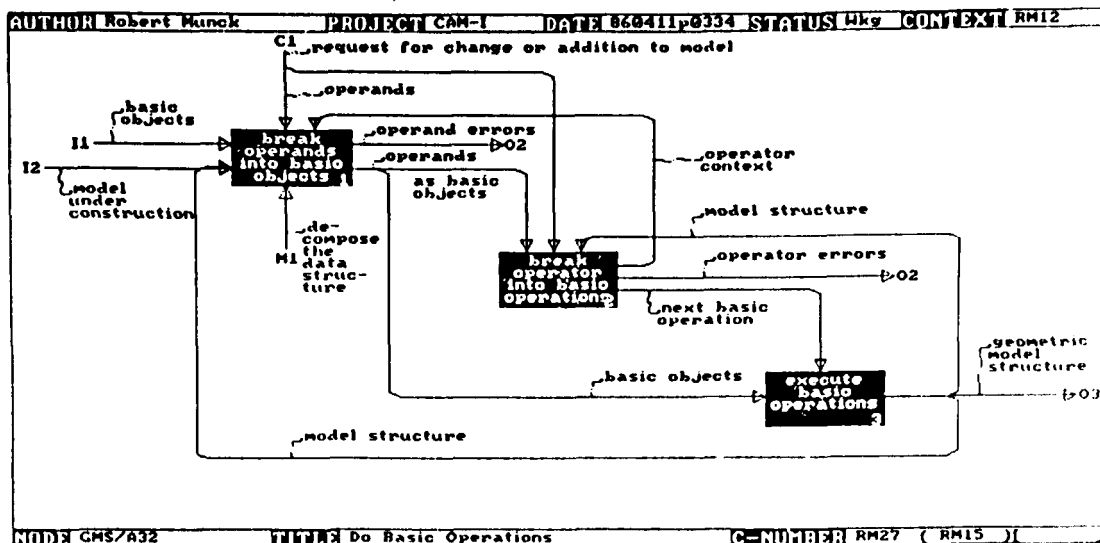 AUTHOR Robert Munck PROJECT CAM-I DATE 860411p0334 STATUS Wkg CONTEXT RM12
C1 request for change or addition to model
operands
basic
objects
I1
I2
model
under
construction
break
operands
into basic
objects 1
operand errors
O2
operands
as basic
objects
operator
context
M1
de-
compose
the
data
struc-
ture
model structure
break
operator
into basic
operations 2
operator errors
O2
next basic
operation
geometric
model
structure
basic objects
execute
basic
operations
3
O3
model structure
NODE GMS/A32 TITLE Do Basic Operations C-NUMBER RM27 ( RM15 )[